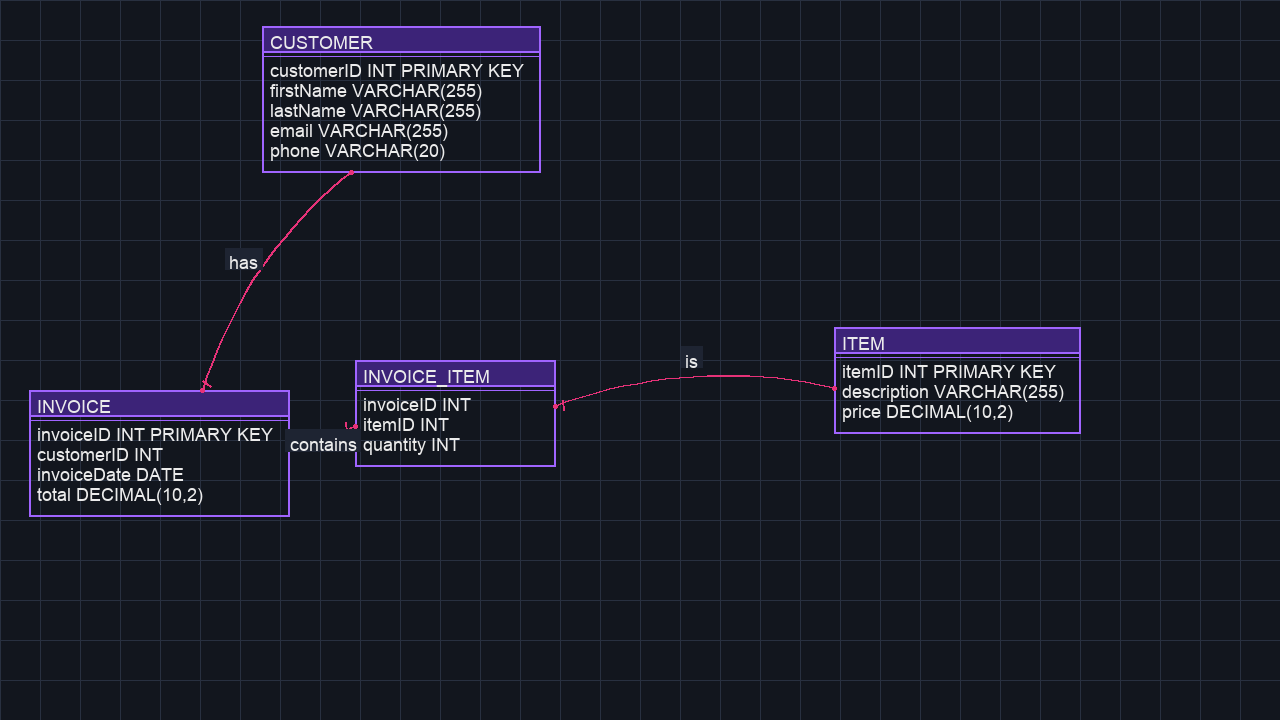 CUSTOMER
customerID INT PRIMARY KEY
firstName VARCHAR(255)
lastName VARCHAR(255)
email VARCHAR(255)
phone VARCHAR(20)
has
INVOICE
invoiceID INT PRIMARY KEY
customerID INT
invoiceDate DATE
total DECIMAL(10,2)
contains
INVOICE_ITEM
invoiceID INT
itemID INT
quantity INT
is
ITEM
itemID INT PRIMARY KEY
description VARCHAR(255)
price DECIMAL(10,2)